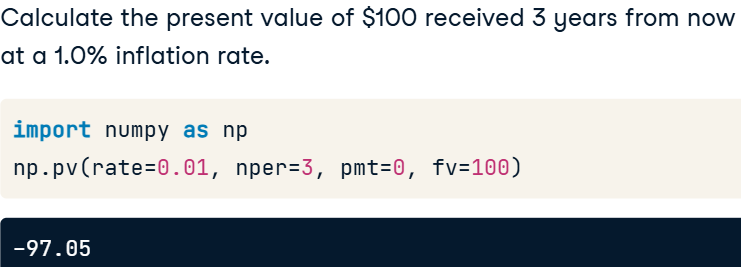 Calculate the present value of $100 received 3 years from now
at a 1.0% inflation rate.
import numpy as np
np.pv(rate=0.01, nper=3, pmt=0, fv=100)
-97.05